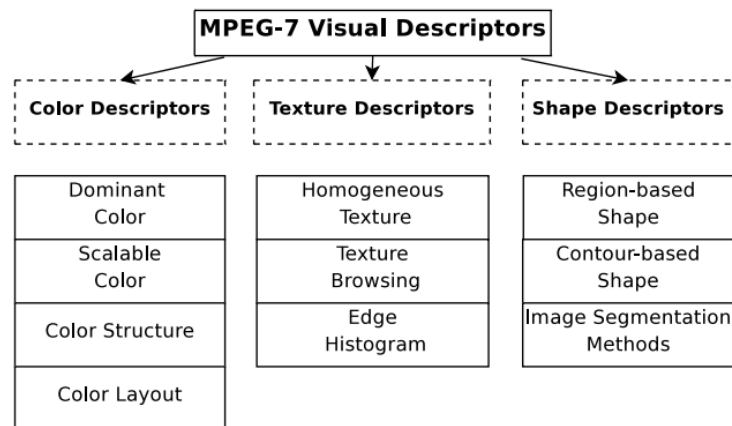 MPEG-7 Visual Descriptors
Color Descriptors
Texture Descriptors
Shape Descriptors
Dominant
Color
Scalable
Color
Color Structure
Color Layout
Homogeneous
Texture
Texture
Browsing
Edge
Histogram
Region-based
Shape
Contour-based
Shape
Image Segmentation
Methods